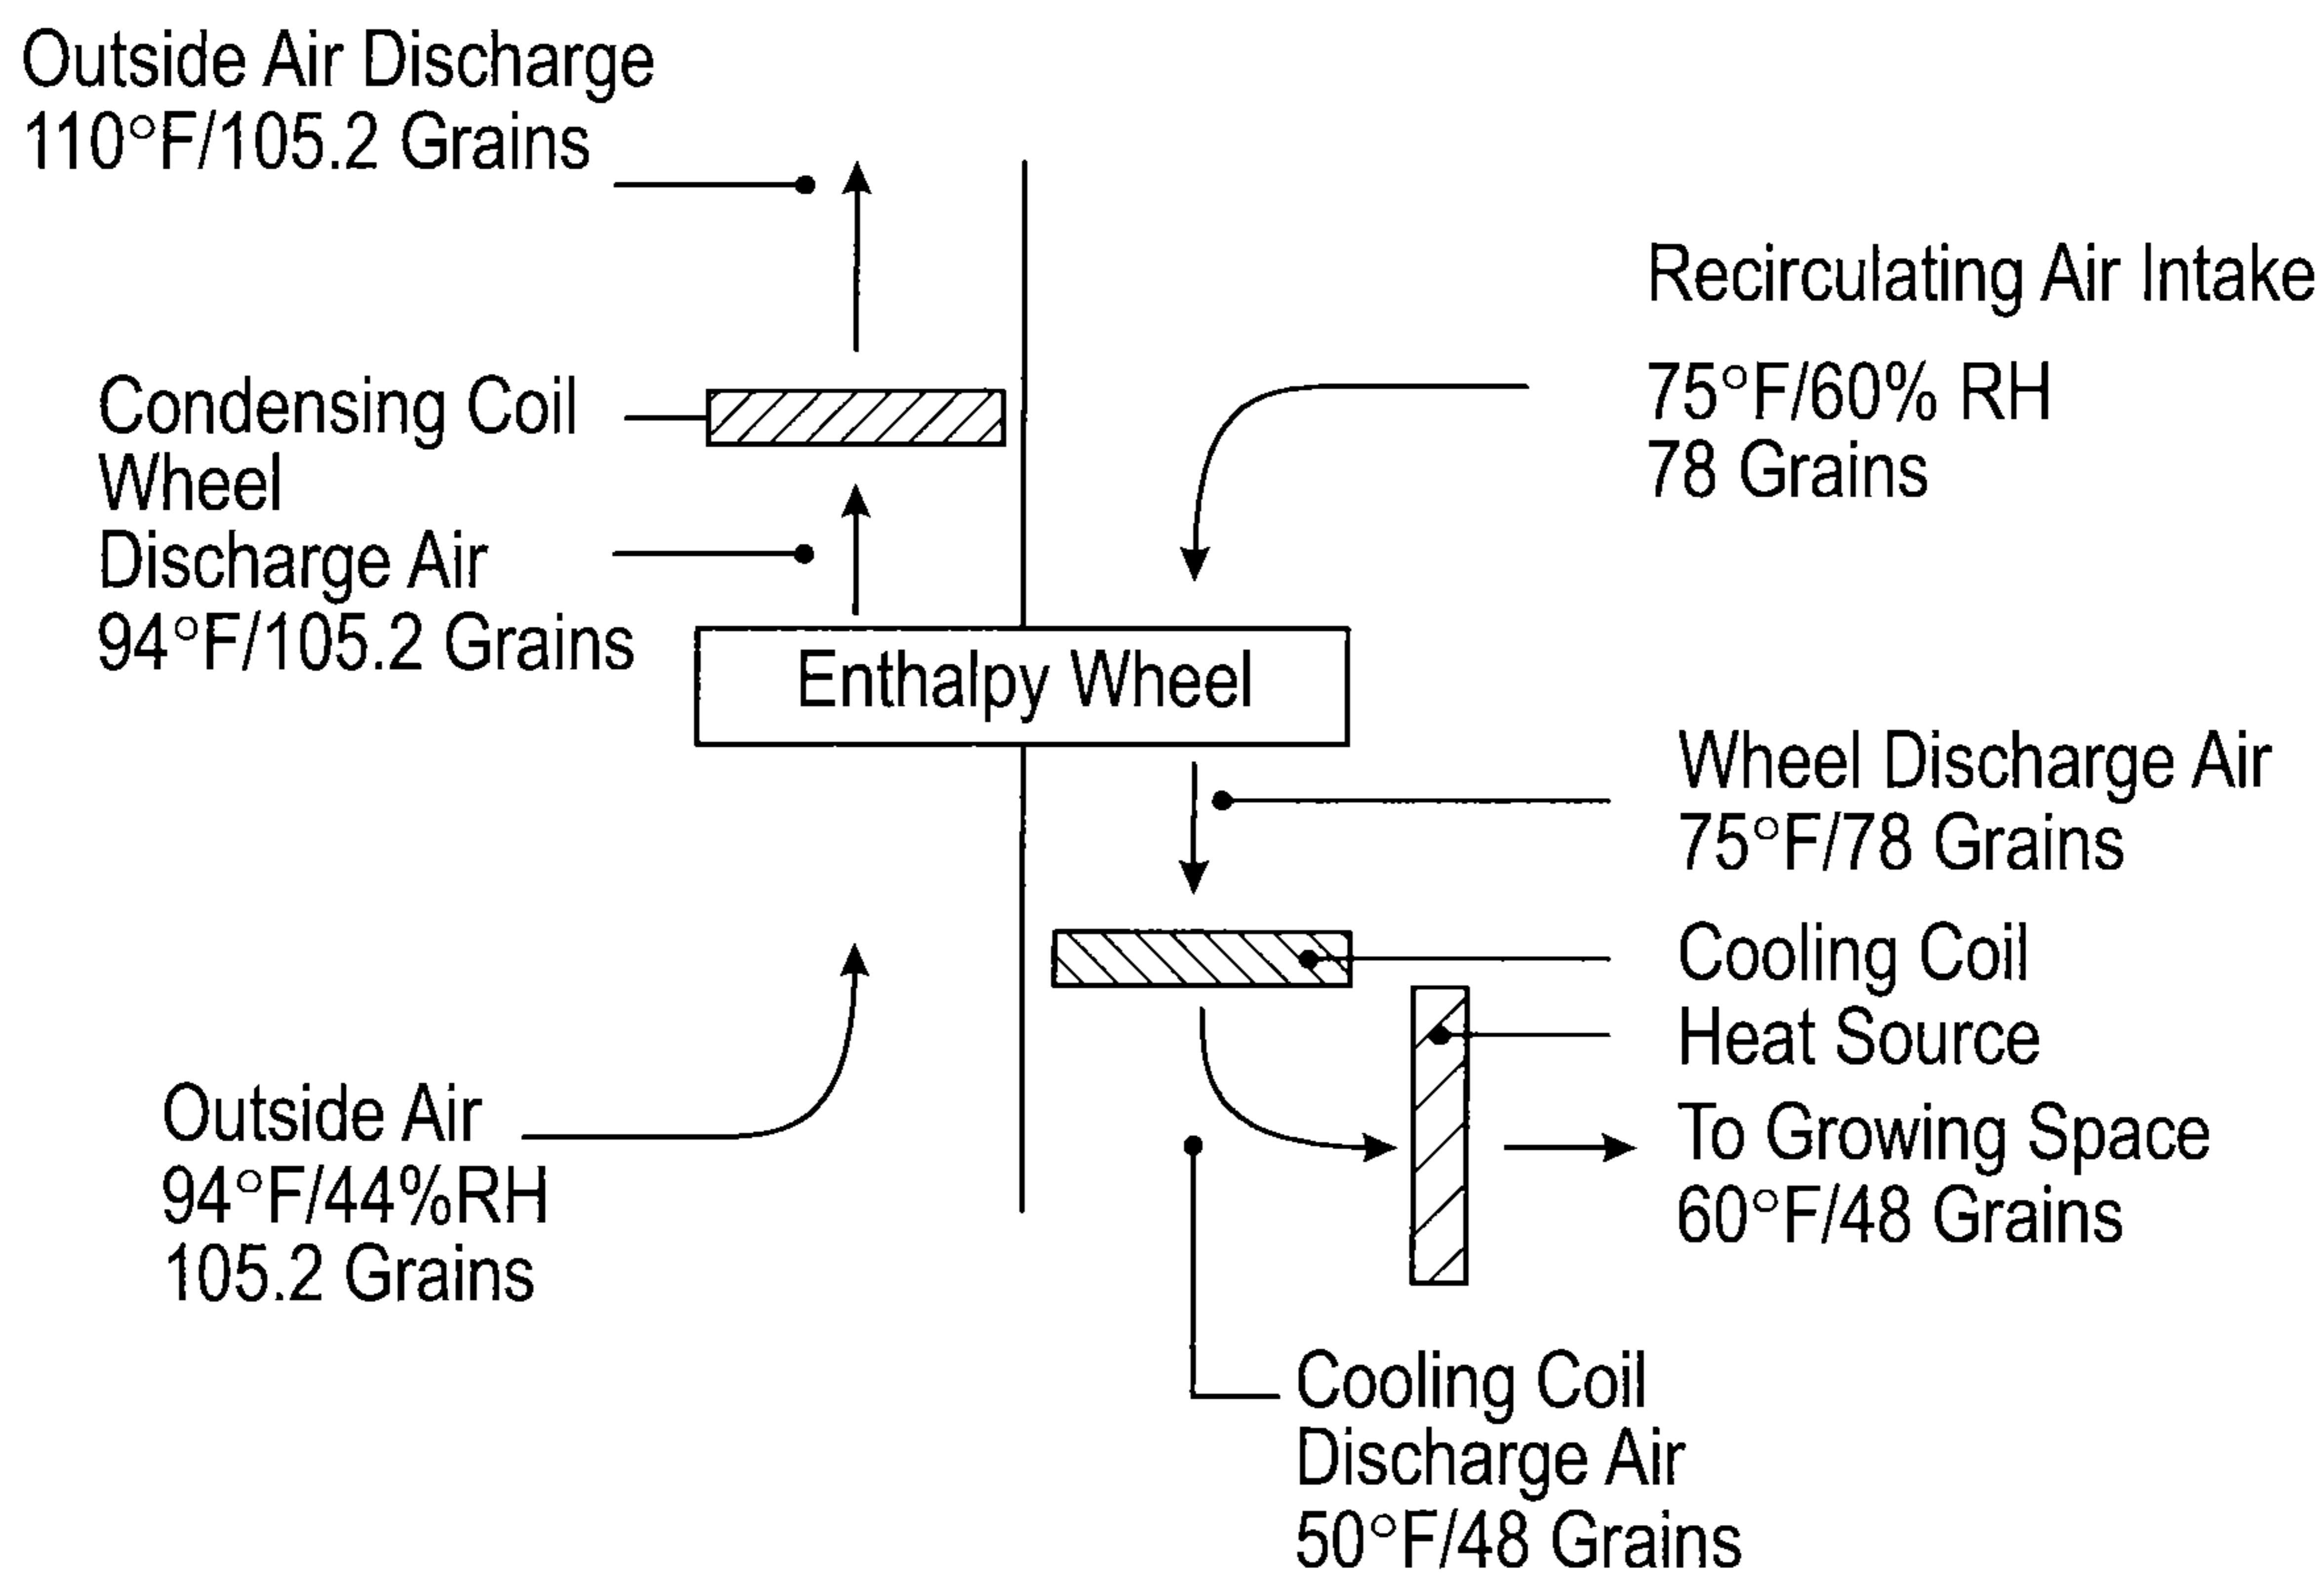 Outside Air Discharge
110°F/105.2 Grains
Recirculating Air Intake
75°F/60% RH
78 Grains
Condensing Coil
Wheel
Discharge Air
94°F/105.2 Grains
Enthalpy Wheel
Wheel Discharge Air
75°F/78 Grains
Cooling Coil
Heat Source
To Growing Space
60°F/48 Grains
Outside Air
94°F/44%RH
105.2 Grains
Cooling Coil
Discharge Air
50°F/48 Grains